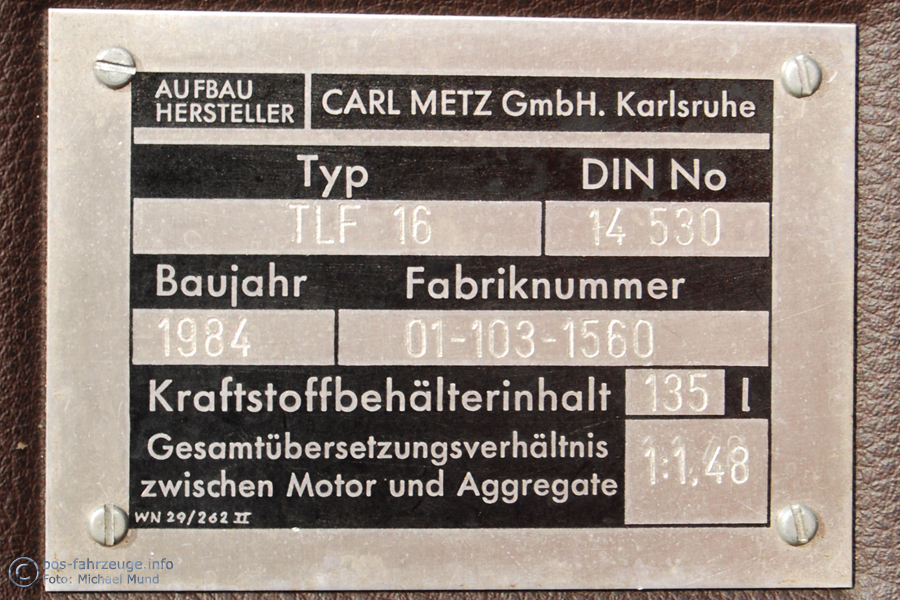 AUFBAU
HERSTELLER
CARL METZ GmbH. Karlsruhe
Typ
DIN No
TLF 16
14 530
Baujahr
Fabriknummer
1984
01-103-1560
Kraftstoffbehälterinhalt 135 l
Gesamtübersetzungsverhältnis
zwischen Motor und Aggregate
1:1,48
WN 29/262 II
© bos-fahrzeuge.info
Foto: Michael Mund